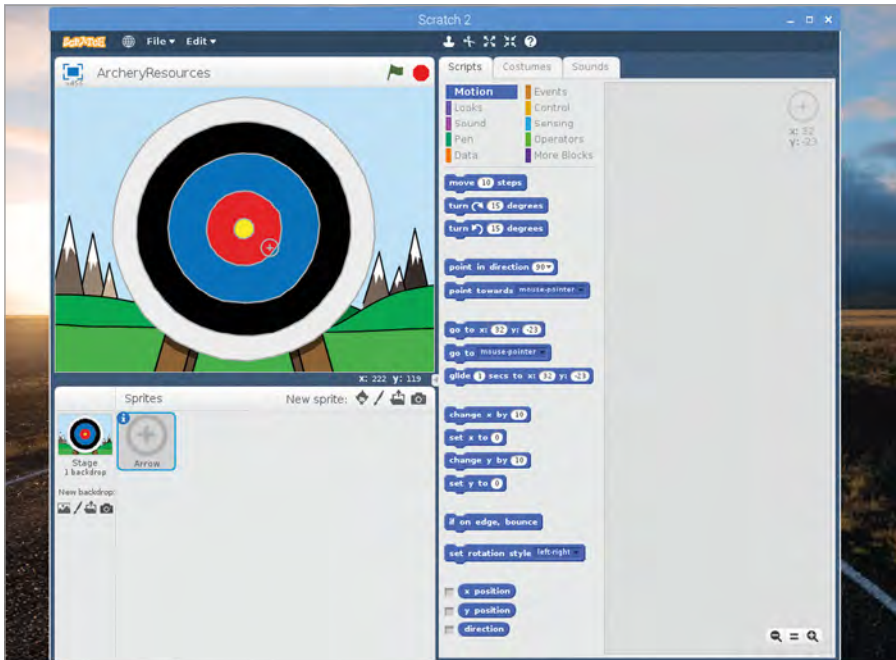 Scratch 2
SCRATCH File Edit
ArcheryResources
v455
Scripts Costumes Sounds
Motion Events
Looks Control
Sound Sensing
Pen Operators
Data More Blocks
x: 32
y: -23
move 10 steps
turn 15 degrees
turn 15 degrees
point in direction 90
point towards mouse-pointer
go to x: 32 y: -23
go to mouse-pointer
glide 1 secs to x: 32 y: -23
change x by 10
set x to 0
change y by 10
set y to 0
if on edge, bounce
set rotation style left-right
x position
y position
direction
x: 222 y: 119
Sprites New sprite:
Stage
1 backdrop
New backdrop:
Arrow